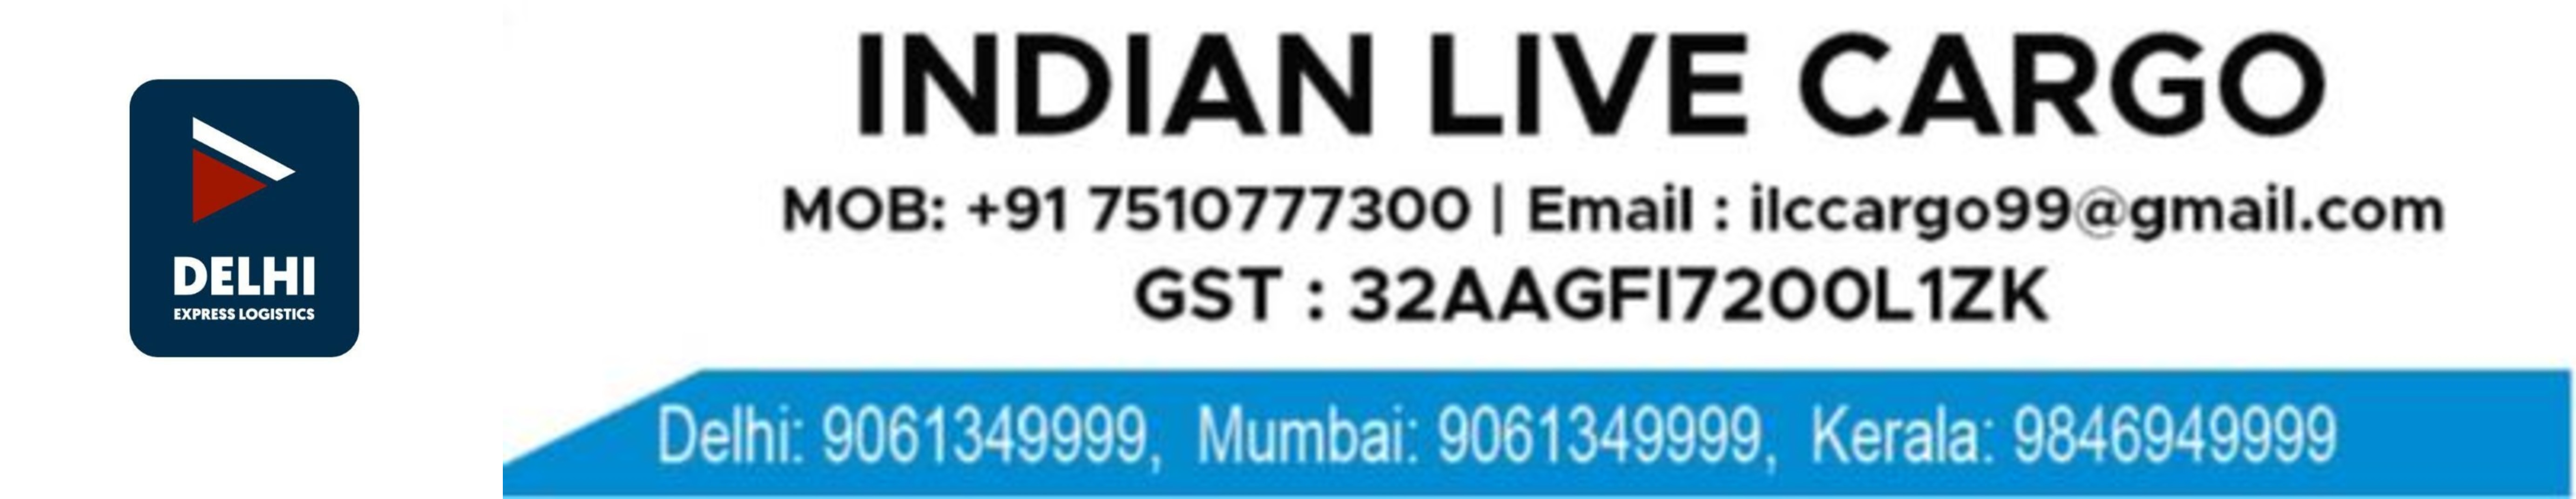 DELHI
EXPRESS LOGISTICS
INDIAN LIVE CARGO
MOB: +91 7510777300 | Email : ilccargo99@gmail.com
GST : 32AAGFI7200L1ZK
Delhi: 9061349999, Mumbai: 9061349999, Kerala: 9846949999